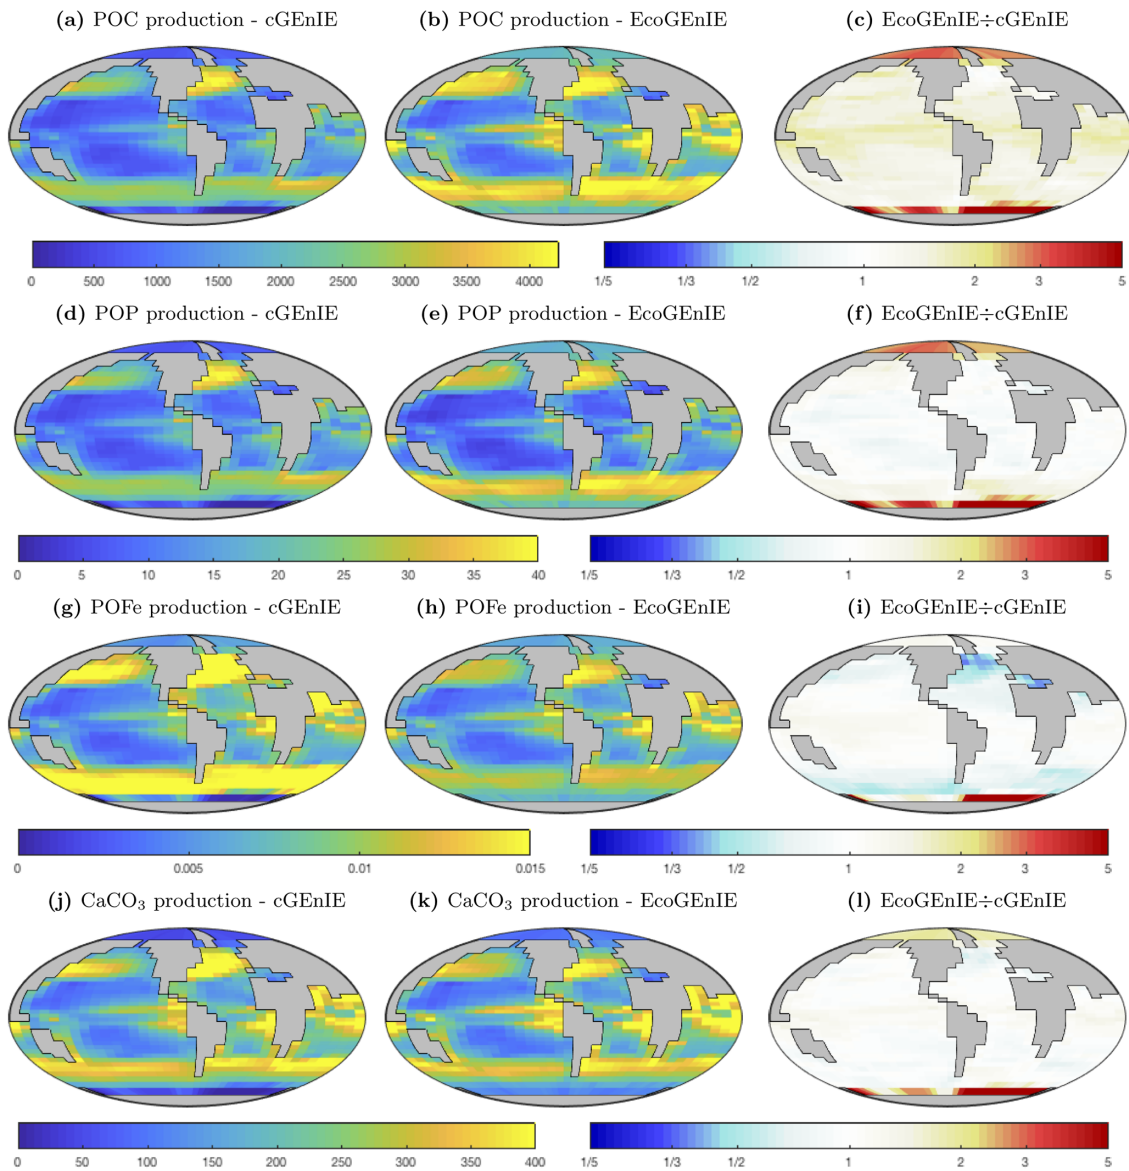 (a) POC production - cGEnIE (b) POC production - EcoGEnIE (c) EcoGEnIE÷cGEnIE
0 500 1000 1500 2000 2500 3000 3500 4000 1/5 1/3 1/2 1 2 3 5
(d) POP production - cGEnIE (e) POP production - EcoGEnIE (f) EcoGEnIE÷cGEnIE
0 5 10 15 20 25 30 35 40 1/5 1/3 1/2 1 2 3 5
(g) POFe production - cGEnIE (h) POFe production - EcoGEnIE (i) EcoGEnIE÷cGEnIE
0 0.005 0.01 0.015 1/5 1/3 1/2 1 2 3 5
(j) CaCO₃ production - cGEnIE (k) CaCO₃ production - EcoGEnIE (l) EcoGEnIE÷cGEnIE
0 50 100 150 200 250 300 350 400 1/5 1/3 1/2 1 2 3 5